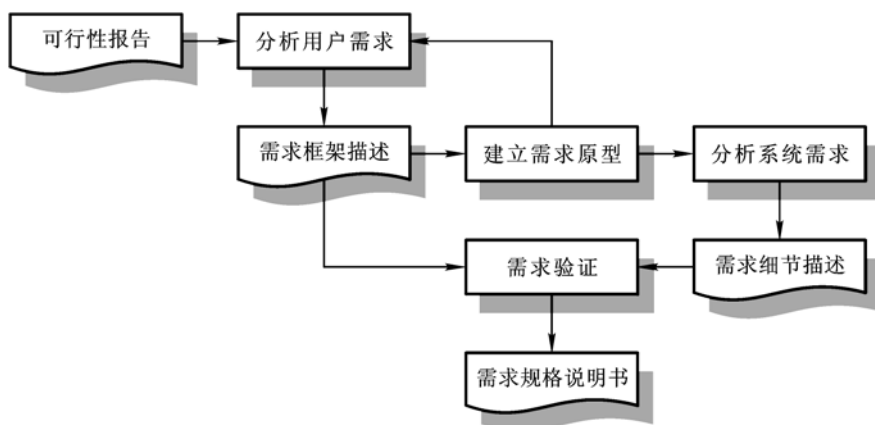 可行性报告
分析用户需求
需求框架描述
建立需求原型
分析系统需求
需求验证
需求细节描述
需求规格说明书